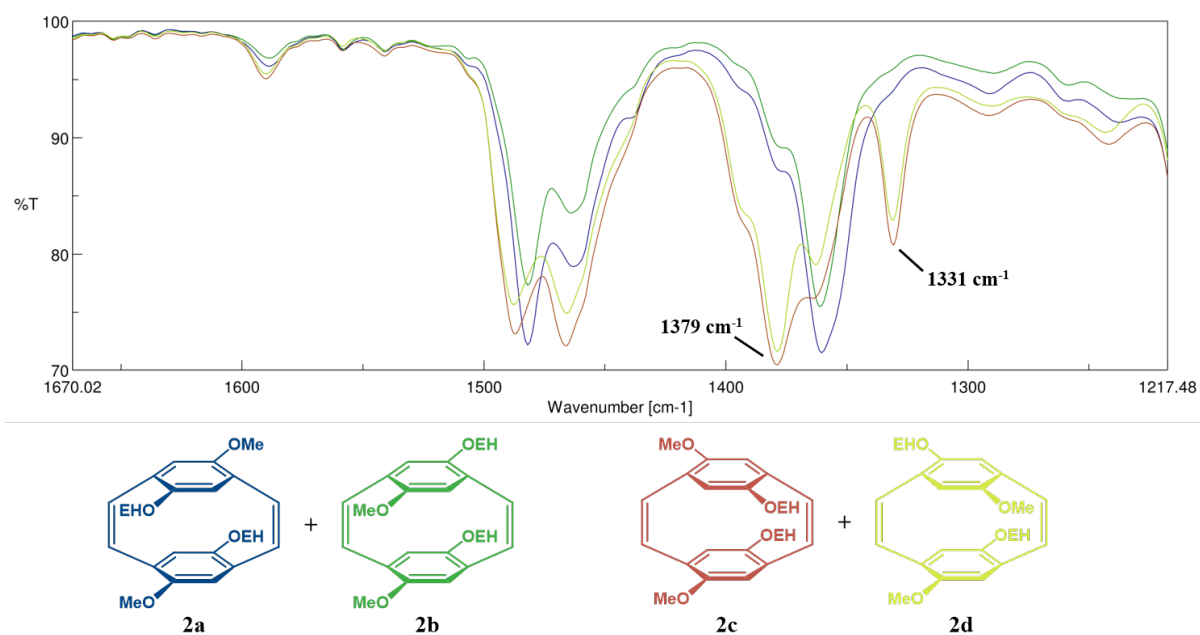 100
90
%T
80
70
1670.02 1600 1500 1400 1300 1217.48
Wavenumber [cm-1]
1379 cm-1
1331 cm-1
OMe
EHO
OEH
MeO
2a
+
OEH
MeO
OEH
MeO
2b
MeO
OEH
OEH
MeO
2c
+
EHO
OMe
OEH
MeO
2d